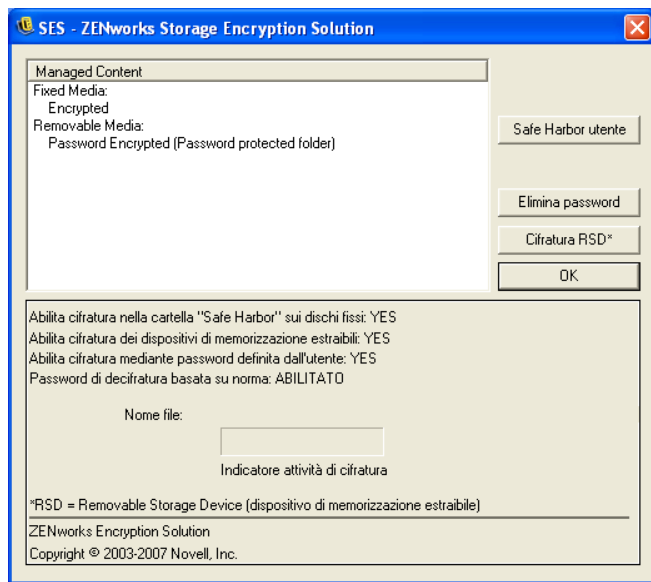 SES - ZENworks Storage Encryption Solution
Managed Content
Fixed Media:
Encrypted
Removable Media:
Password Encrypted (Password protected folder)
Safe Harbor utente
Elimina password
Cifratura RSD*
OK
Abilita cifratura nella cartella "Safe Harbor" sui dischi fissi: YES
Abilita cifratura dei dispositivi di memorizzazione estraibili: YES
Abilita cifratura mediante password definita dall'utente: YES
Password di decifratura basata su norma: ABILITATO
Nome file:
Indicatore attività di cifratura
*RSD = Removable Storage Device (dispositivo di memorizzazione estraibile)
ZENworks Encryption Solution
Copyright © 2003-2007 Novell, Inc.